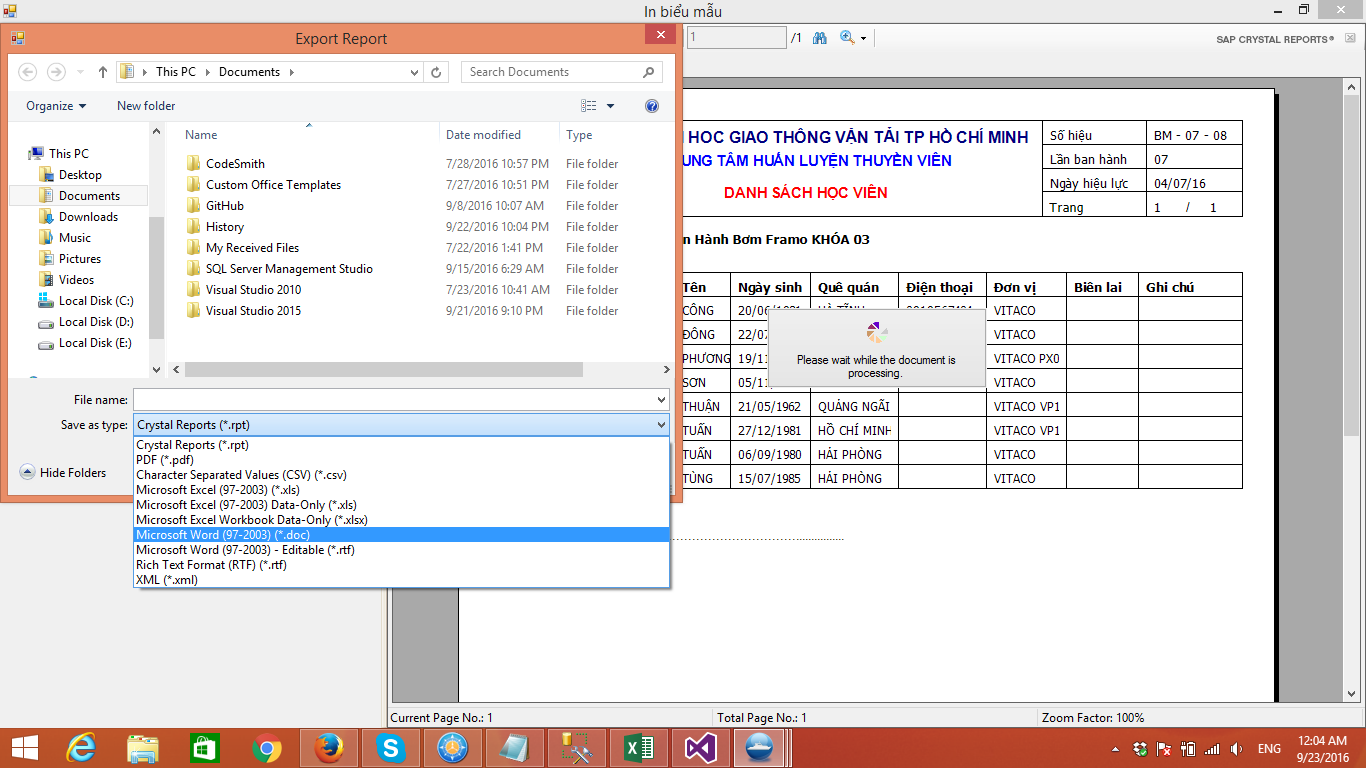 In biểu mẫu
Export Report
This PC
Documents
Search Documents
Organize
New folder
This PC
Desktop
Documents
Downloads
Music
Pictures
Videos
Local Disk (C:)
Local Disk (D:)
Local Disk (E:)
Name Date modified Type
CodeSmith 7/28/2016 10:57 PM File folder
Custom Office Templates 7/27/2016 10:51 PM File folder
GitHub 9/8/2016 10:07 AM File folder
History 9/22/2016 10:04 PM File folder
My Received Files 7/22/2016 1:41 PM File folder
SQL Server Management Studio 9/15/2016 6:29 AM File folder
Visual Studio 2010 7/23/2016 10:41 AM File folder
Visual Studio 2015 9/21/2016 9:10 PM File folder
File name:
Save as type: Crystal Reports (*.rpt)
Crystal Reports (*.rpt)
PDF (*.pdf)
Character Separated Values (CSV) (*.csv)
Microsoft Excel (97-2003) (*.xls)
Microsoft Excel (97-2003) Data-Only (*.xls)
Microsoft Excel Workbook Data-Only (*.xlsx)
Microsoft Word (97-2003) (*.doc)
Microsoft Word (97-2003) - Editable (*.rtf)
Rich Text Format (RTF) (*.rtf)
XML (*.xml)
Hide Folders
1 /1
SAP CRYSTAL REPORTS®
HOC GIAO THÔNG VẬN TẢI TP HỒ CHÍ MINH
UNG TÂM HUẤN LUYỆN THUYỀN VIÊN
DANH SÁCH HỌC VIÊN
Số hiệu BM - 07 - 08
Lần ban hành 07
Ngày hiệu lực 04/07/16
Trang 1 / 1
n Hành Bơm Framo KHÓA 03
Tên Ngày sinh Quê quán Điện thoại Đơn vị Biên lai Ghi chú
CÔNG VITACO
ĐÔNG VITACO
PHƯƠNG VITACO PX0
SƠN VITACO
THUẬN 21/05/1962 QUẢNG NGÃI VITACO VP1
TUẤN 27/12/1981 HỒ CHÍ MINH VITACO VP1
TUẤN 06/09/1980 HẢI PHÒNG VITACO
TÙNG 15/07/1985 HẢI PHÒNG VITACO
Please wait while the document is
processing.
Current Page No.: 1
Total Page No.: 1
Zoom Factor: 100%
ENG
12:04 AM
9/23/2016